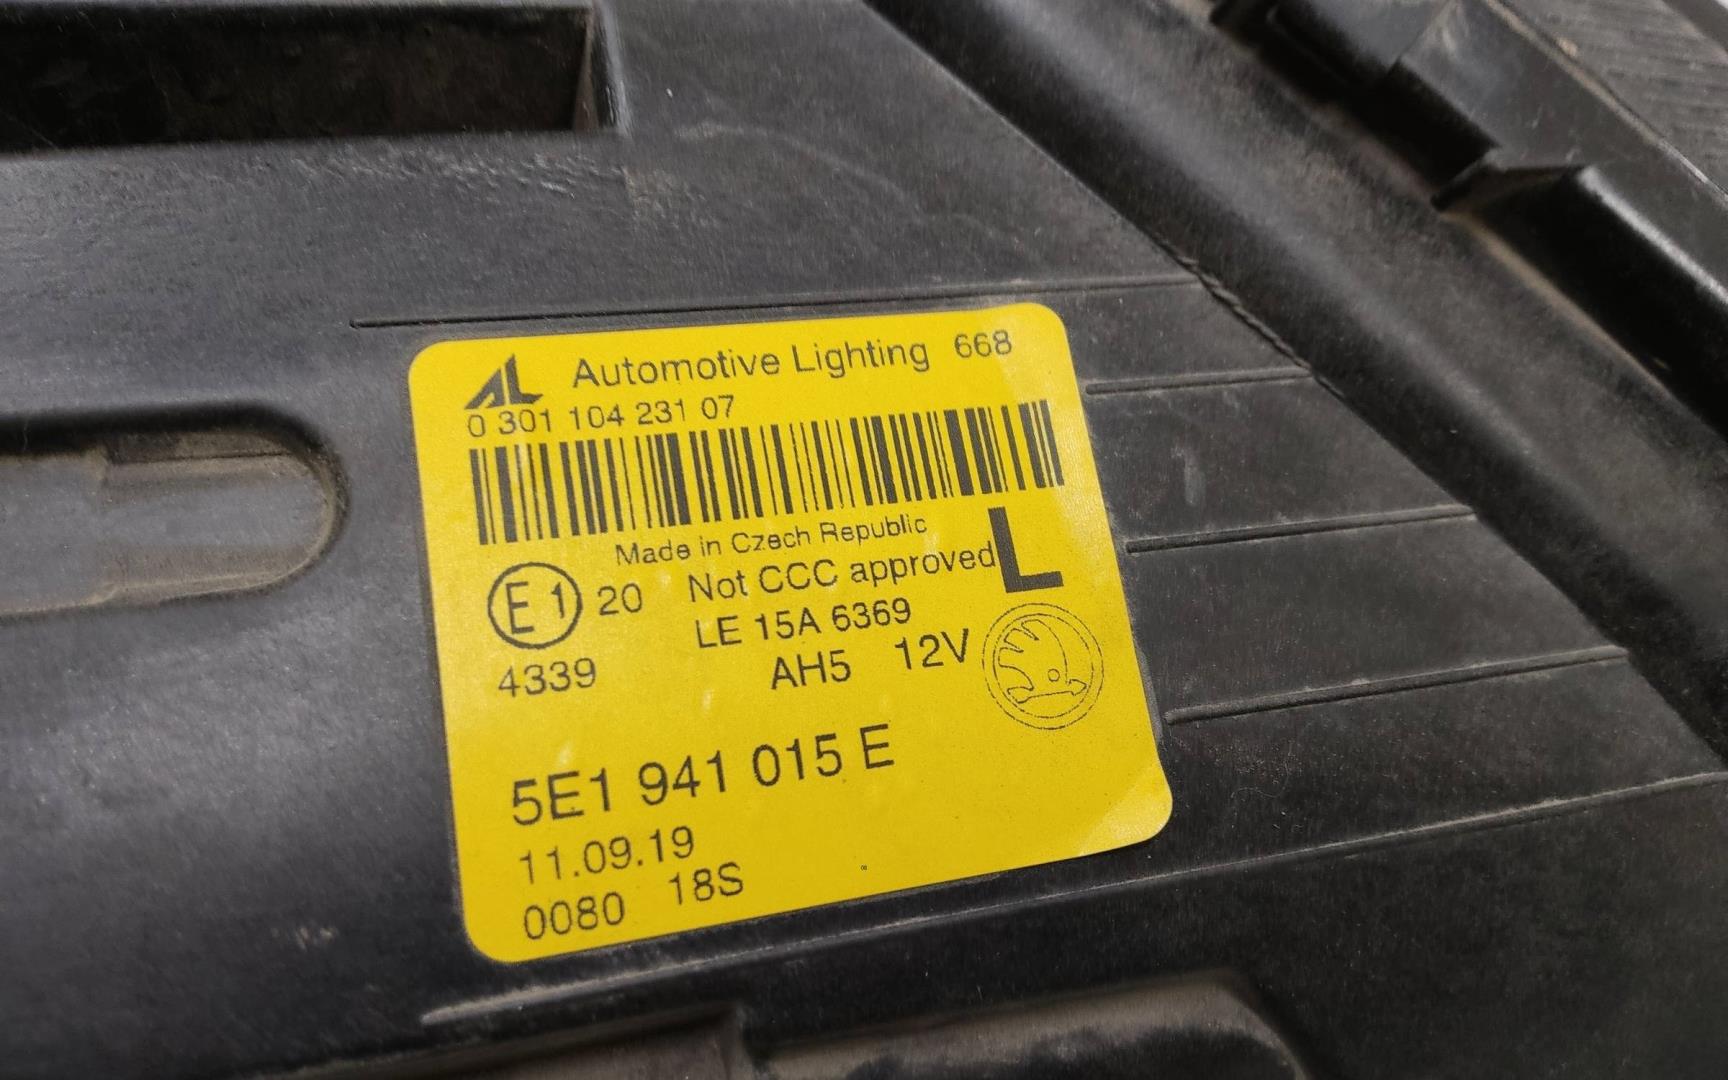 AL Automotive Lighting 668
0 301 104 231 07
Made in Czech Republic
E1 20 Not CCC approved L
LE 15A 6369
4339 AH5 12V
5E1 941 015 E
11.09.19
0080 18S